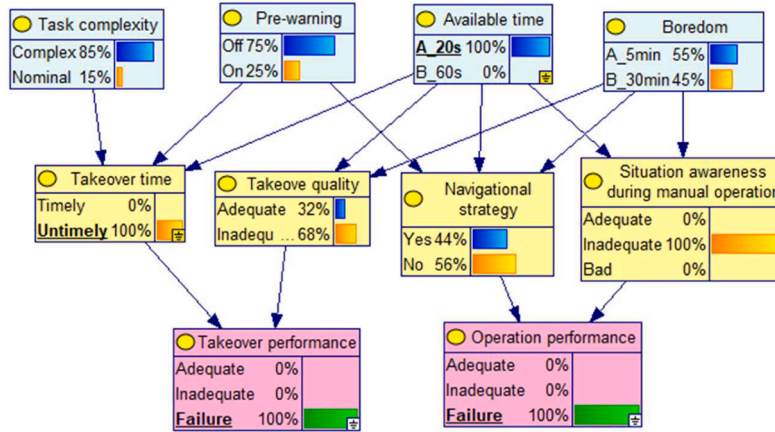 Task complexity
Complex 85%
Nominal 15%
Pre-warning
Off 75%
On 25%
Available time
A_20s 100%
B_60s 0%
Boredom
A_5min 55%
B_30min 45%
Takeover time
Timely 0%
Untimely 100%
Takeove quality
Adequate 32%
Inadequ ... 68%
Navigational
strategy
Yes 44%
No 56%
Situation awareness
during manual operation
Adequate 0%
Inadequate 100%
Bad 0%
Takeover performance
Adequate 0%
Inadequate 0%
Failure 100%
Operation performance
Adequate 0%
Inadequate 0%
Failure 100%